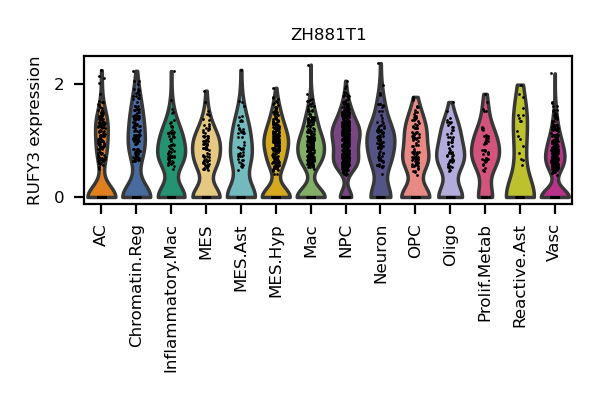 ZH881T1
RUFY3 expression
2
0
AC
Chromatin.Reg
Inflammatory.Mac
MES
MES.Ast
MES.Hyp
Mac
NPC
Neuron
OPC
Oligo
Prolif.Metab
Reactive.Ast
Vasc